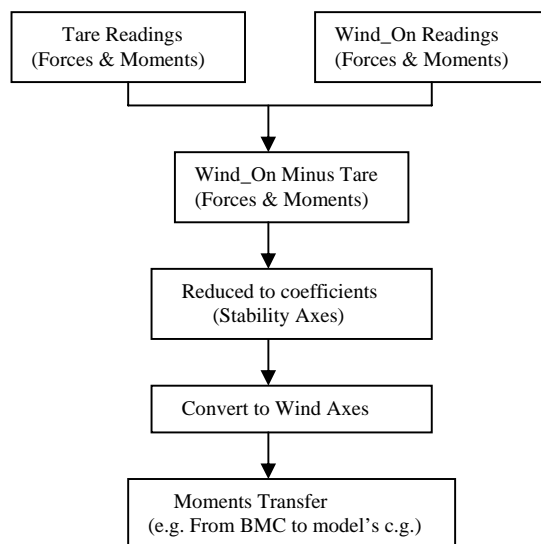 Tare Readings
(Forces & Moments)
Wind_On Readings
(Forces & Moments)
Wind_On Minus Tare
(Forces & Moments)
Reduced to coefficients
(Stability Axes)
Convert to Wind Axes
Moments Transfer
(e.g. From BMC to model's c.g.)